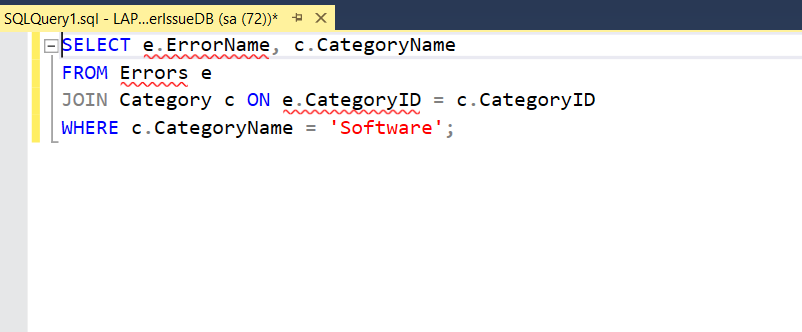 SQLQuery1.sql - LAP...erIssueDB (sa (72))*
SELECT e.ErrorName, c.CategoryName
FROM Errors e
JOIN Category c ON e.CategoryID = c.CategoryID
WHERE c.CategoryName = 'Software';